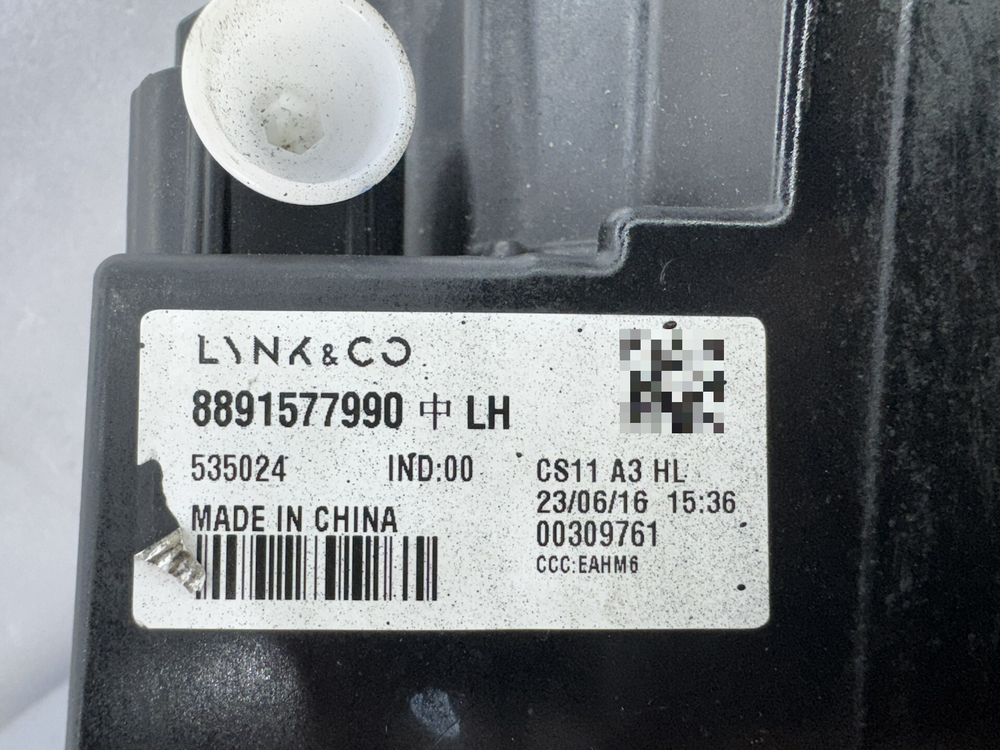 LYNK & CO
8891577990 中 LH
535024 IND:00
MADE IN CHINA
CS11 A3 HL
23/06/16 15:36
00309761
CCC:EAHM6